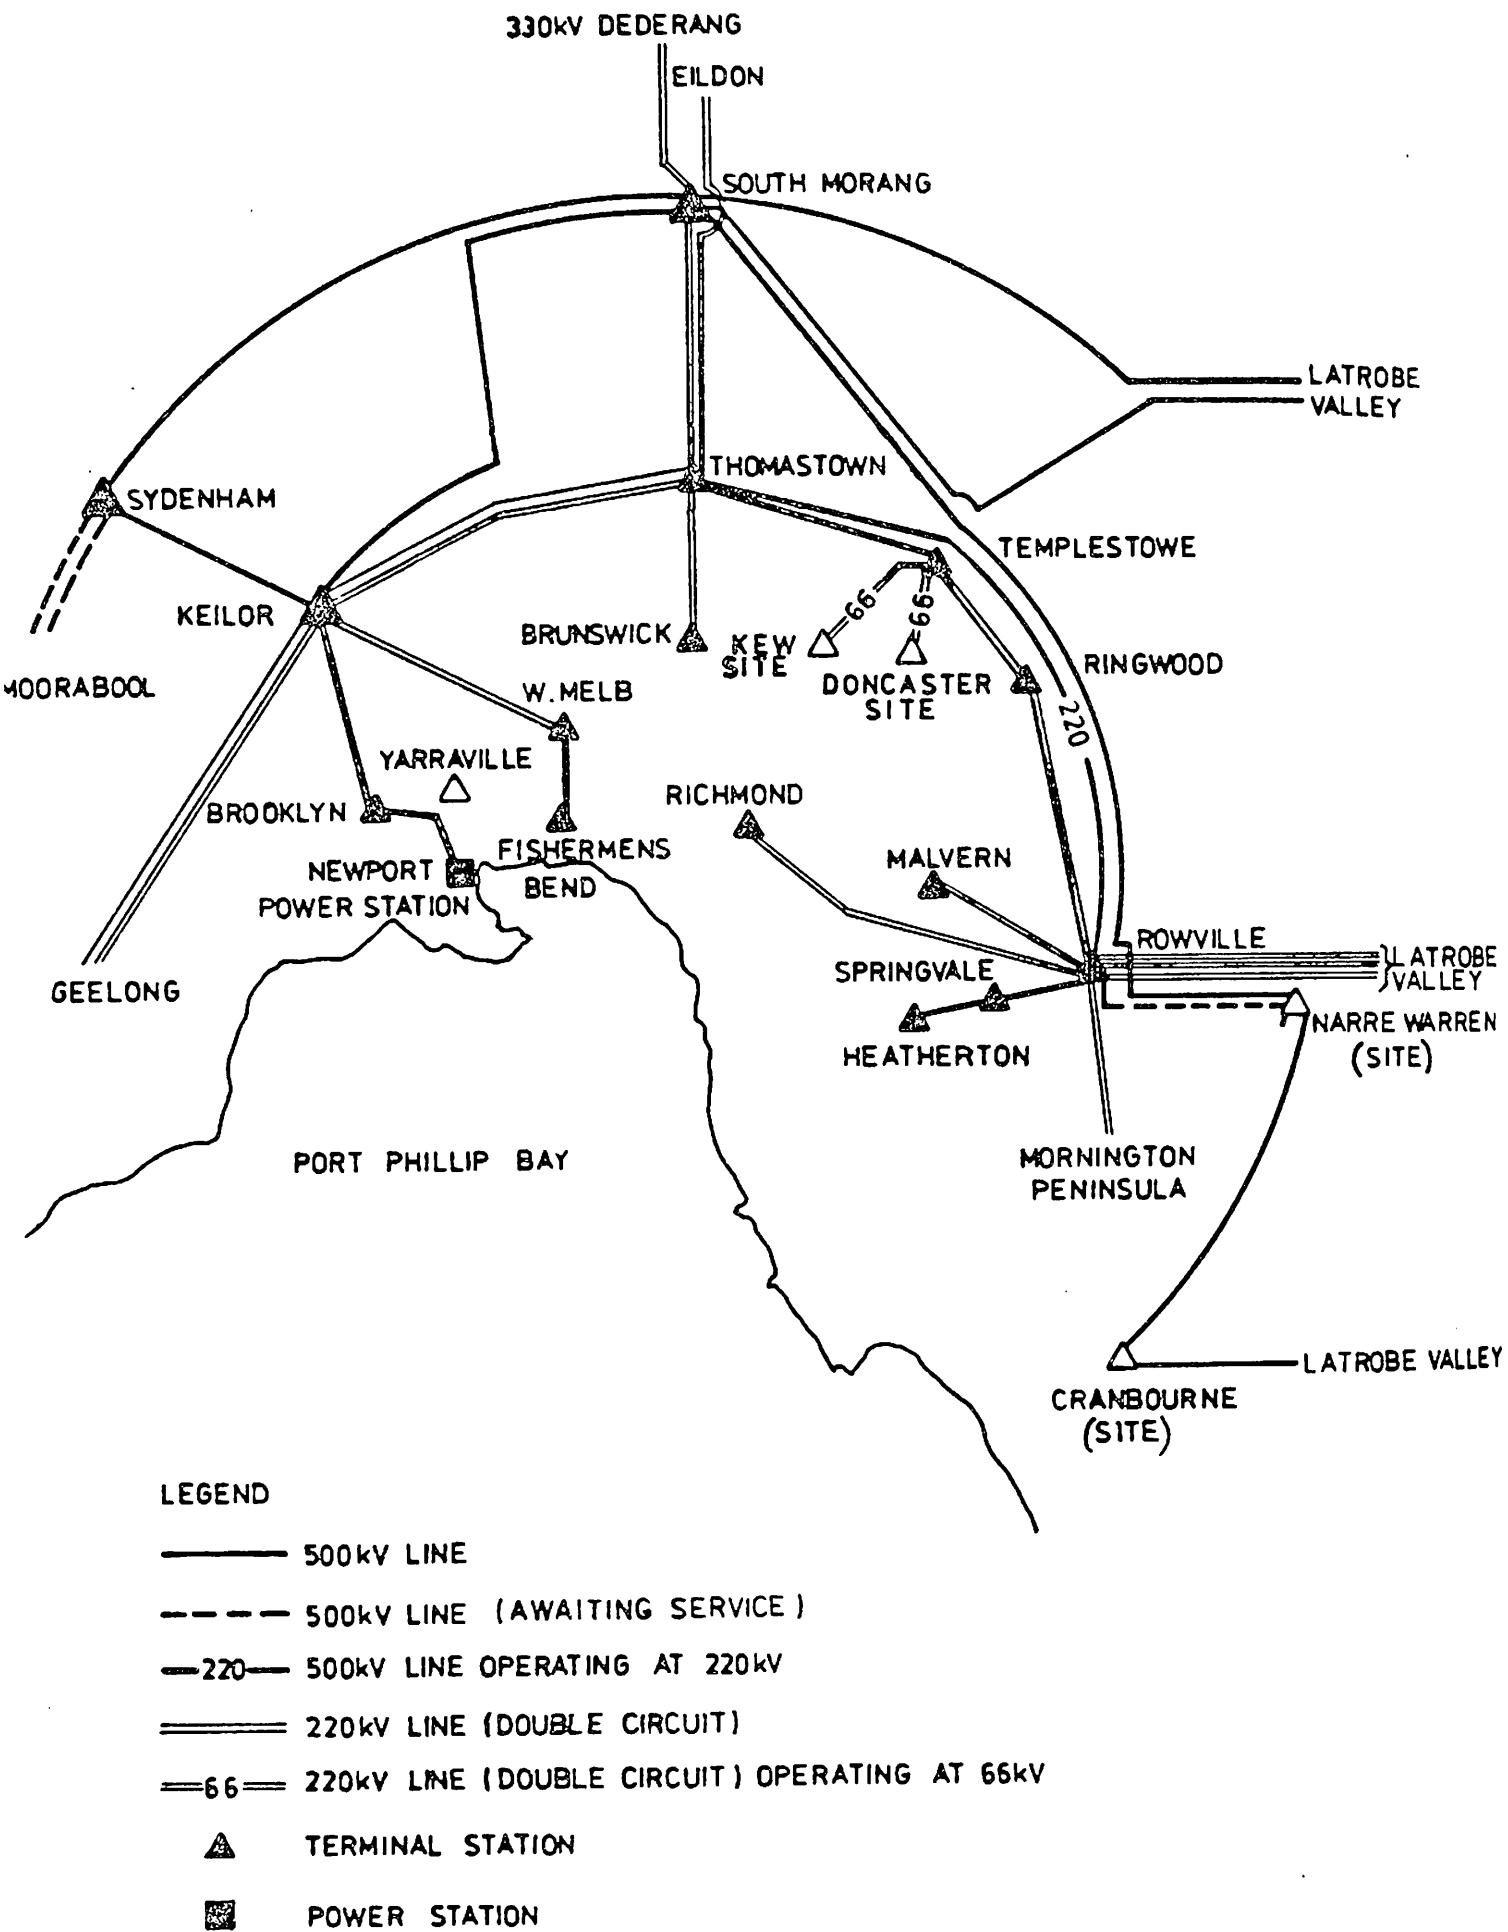 330kV DEDERANG
EILDON
SOUTH MORANG
LATROBE
VALLEY
THOMASTOWN
SYDENHAM
TEMPLESTOWE
KEILOR
66
66
BRUNSWICK
KEW
SITE
RINGWOOD
MOORABOOL
DONCASTER
SITE
W. MELB
220
YARRAVILLE
RICHMOND
BROOKLYN
FISHERMENS
BEND
MALVERN
NEWPORT
POWER STATION
ROWVILLE
LATROBE
VALLEY
SPRINGVALE
GEELONG
NARRE WARREN
(SITE)
HEATHERTON
PORT PHILLIP BAY
MORNINGTON
PENINSULA
LATROBE VALLEY
CRANBOURNE
(SITE)
LEGEND
500kV LINE
500kV LINE (AWAITING SERVICE)
220 500kV LINE OPERATING AT 220kV
220kV LINE (DOUBLE CIRCUIT)
66 220kV LINE (DOUBLE CIRCUIT) OPERATING AT 66kV
TERMINAL STATION
POWER STATION